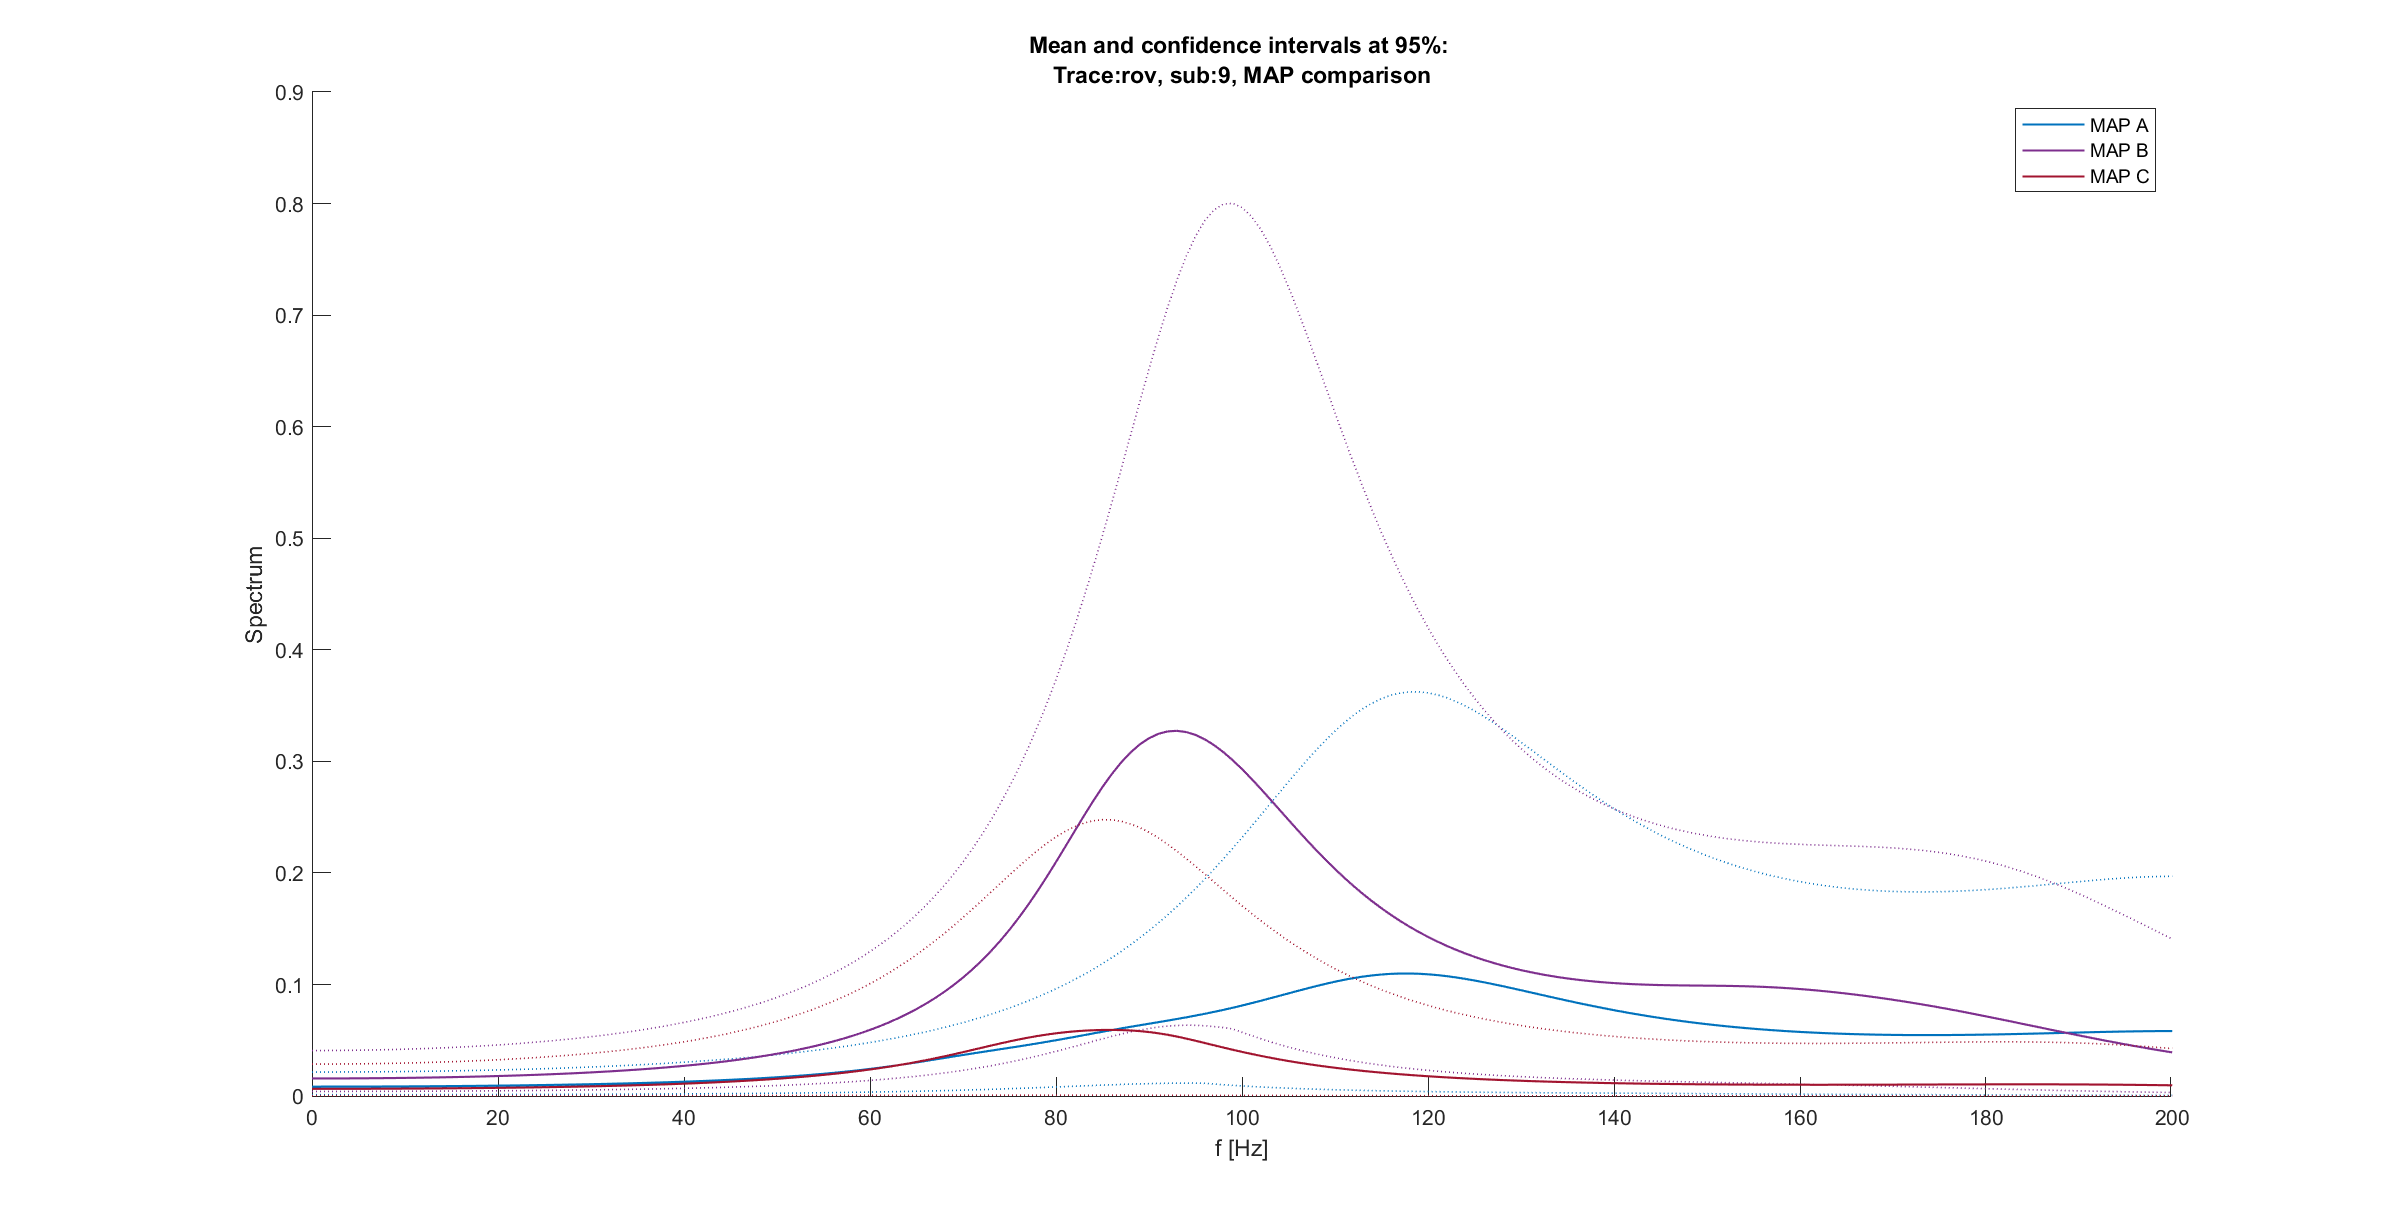 Mean and confidence intervals at 95%:
Trace:rov, sub:9, MAP comparison
MAP A
MAP B
MAP C
Spectrum
0.9
0.8
0.7
0.6
0.5
0.4
0.3
0.2
0.1
0
0 20 40 60 80 100 120 140 160 180 200
f [Hz]